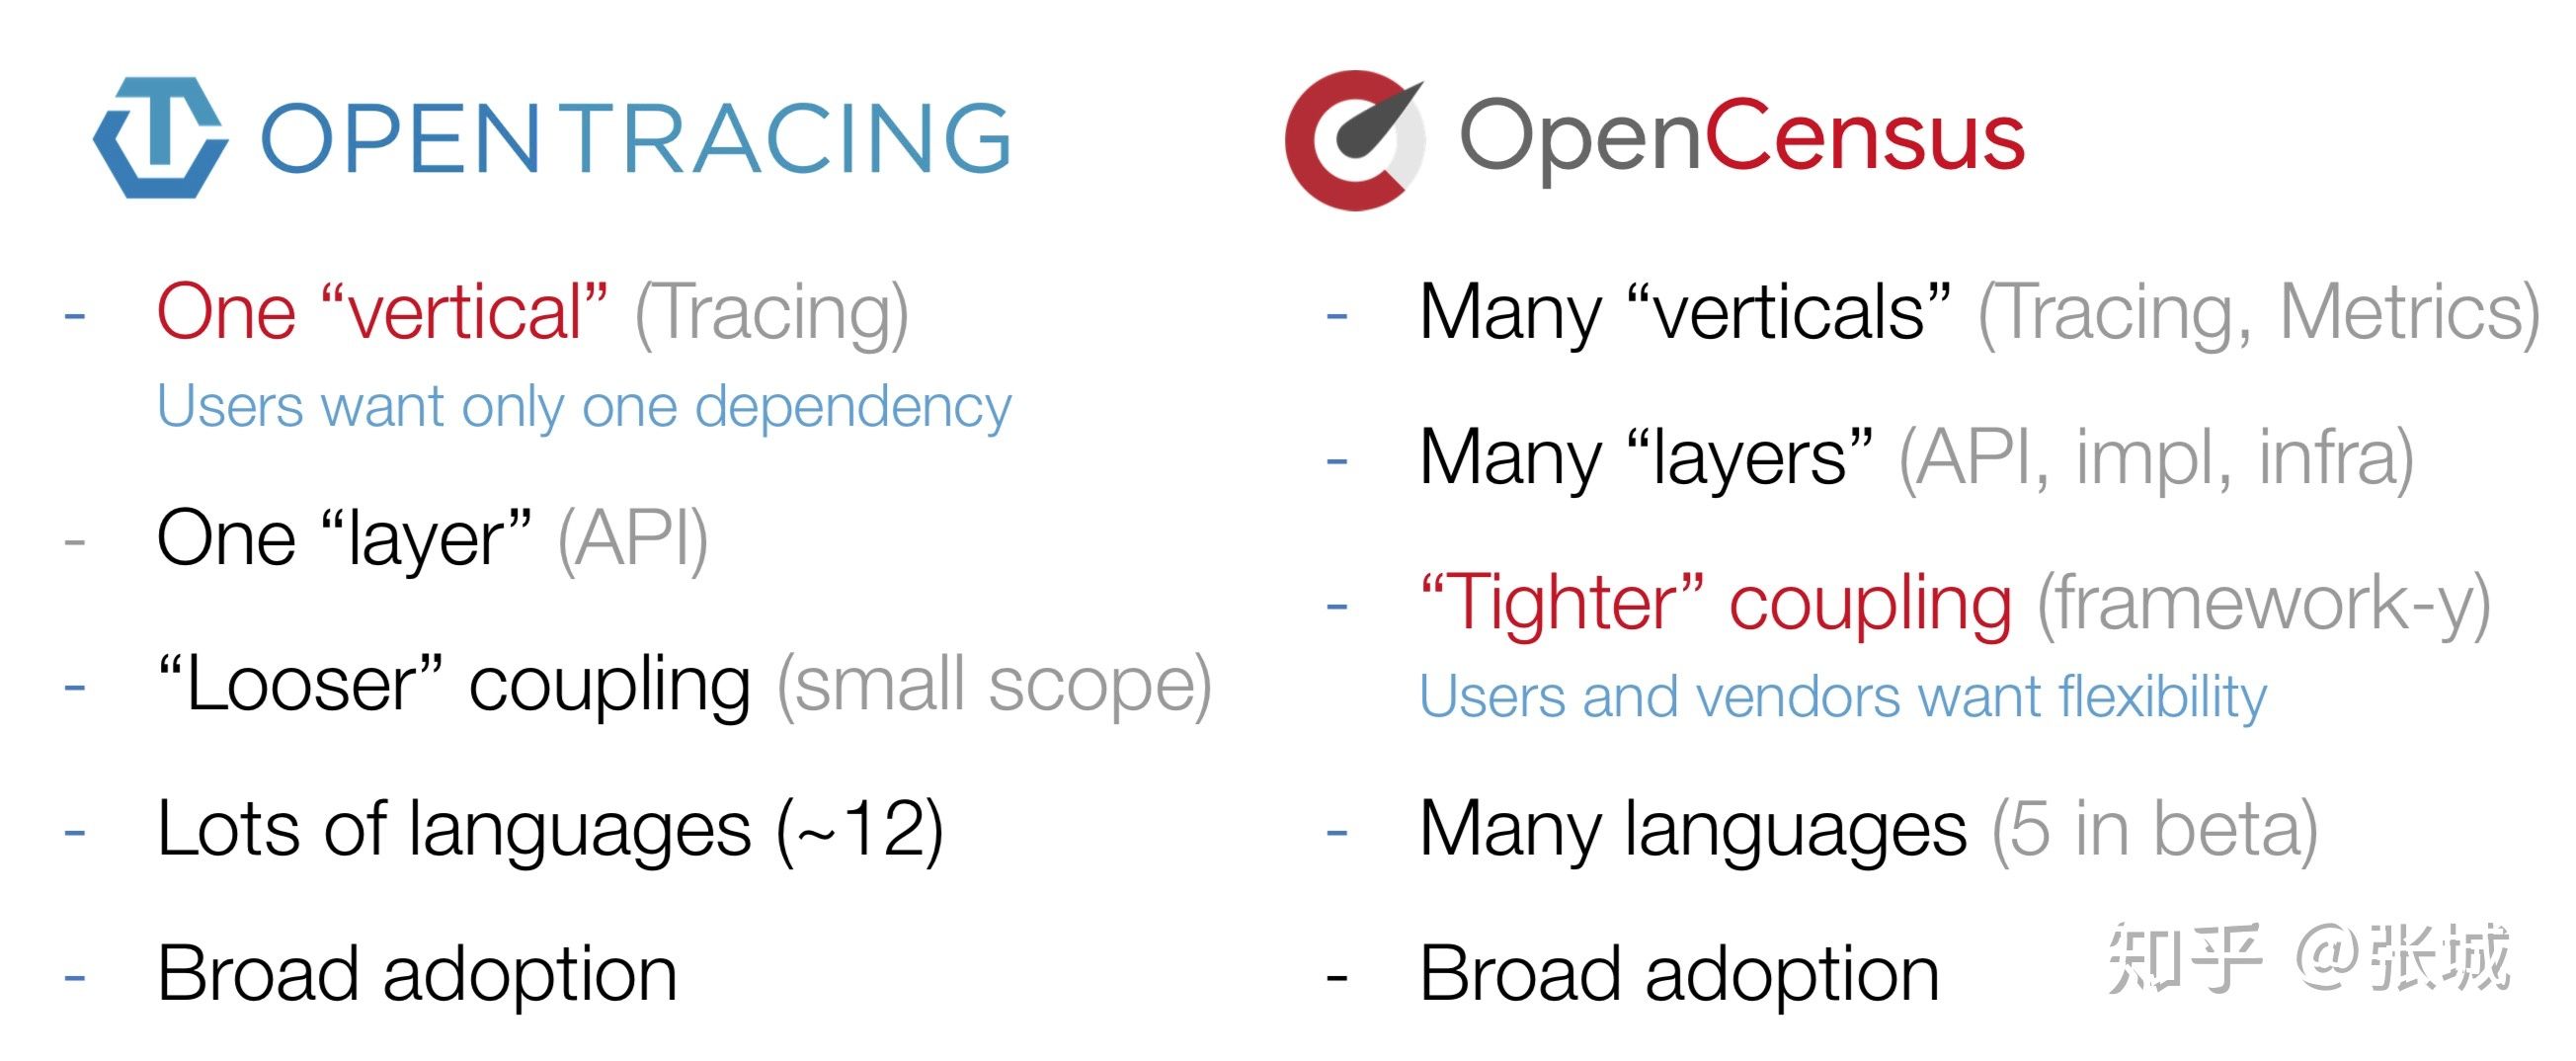 OPENTRACING
- One “vertical” (Tracing)
Users want only one dependency
- One “layer” (API)
- “Looser” coupling (small scope)
- Lots of languages (~12)
- Broad adoption
OpenCensus
- Many “verticals” (Tracing, Metrics)
- Many “layers” (API, impl, infra)
- “Tighter” coupling (framework-y)
Users and vendors want flexibility
- Many languages (5 in beta)
- Broad adoption
知乎 @张城